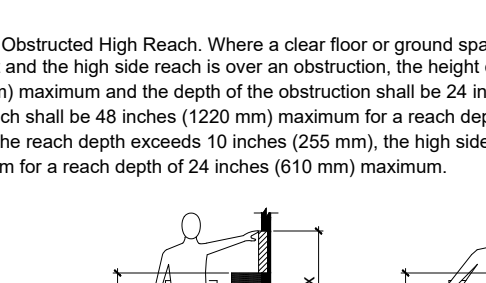 Obstructed High Reach. Where a clear floor or ground spa
and the high side reach is over an obstruction, the height
m) maximum and the depth of the obstruction shall be 24 in
ch shall be 48 inches (1220 mm) maximum for a reach dep
he reach depth exceeds 10 inches (255 mm), the high side
m for a reach depth of 24 inches (610 mm) maximum.